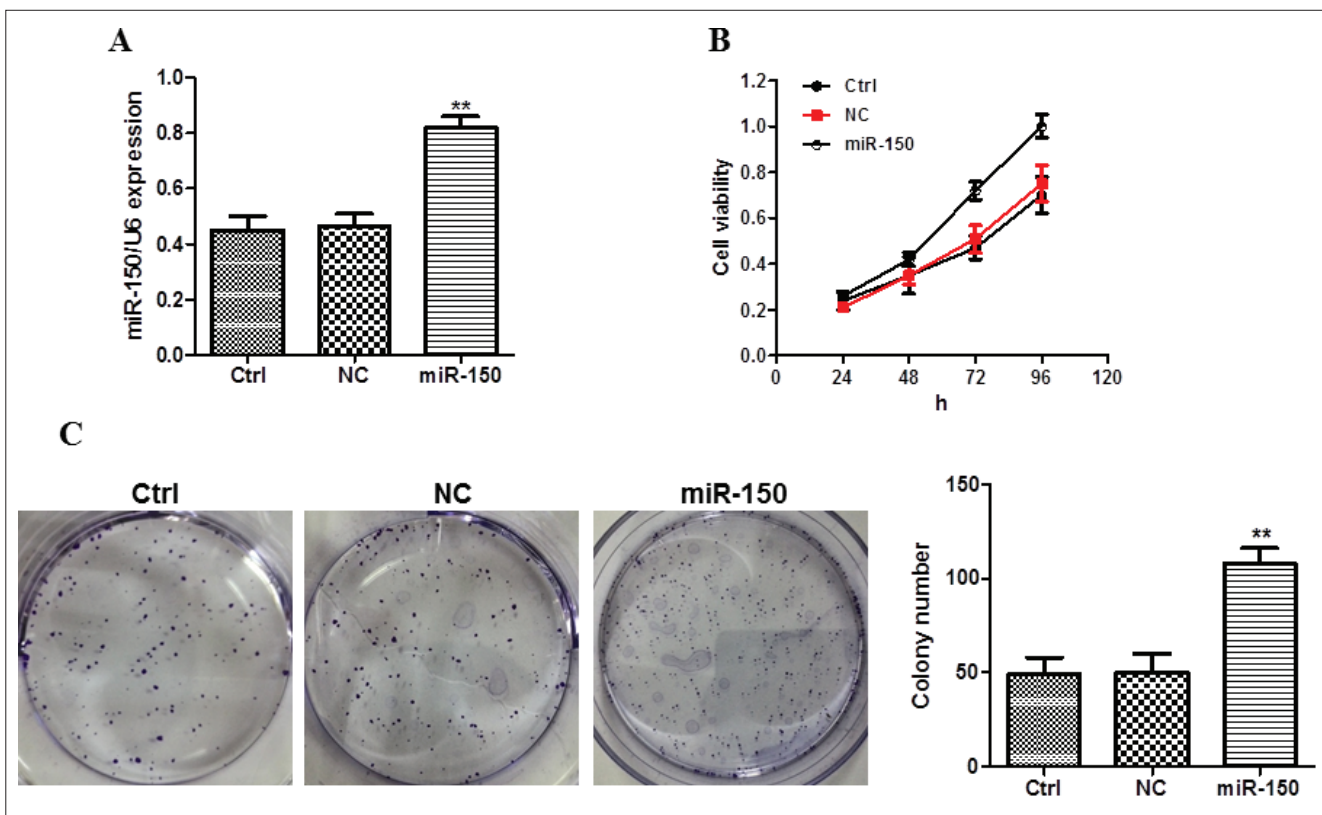 A
miR-150/U6 expression
1.0
0.8
0.6
0.4
0.2
0.0
**
Ctrl
NC
miR-150
B
Cell viability
1.2
1.0
0.8
0.6
0.4
0.2
0.0
Ctrl
NC
miR-150
0
24
48
72
96
120
h
C
Ctrl
NC
miR-150
Colony number
150
100
50
0
**
Ctrl
NC
miR-150